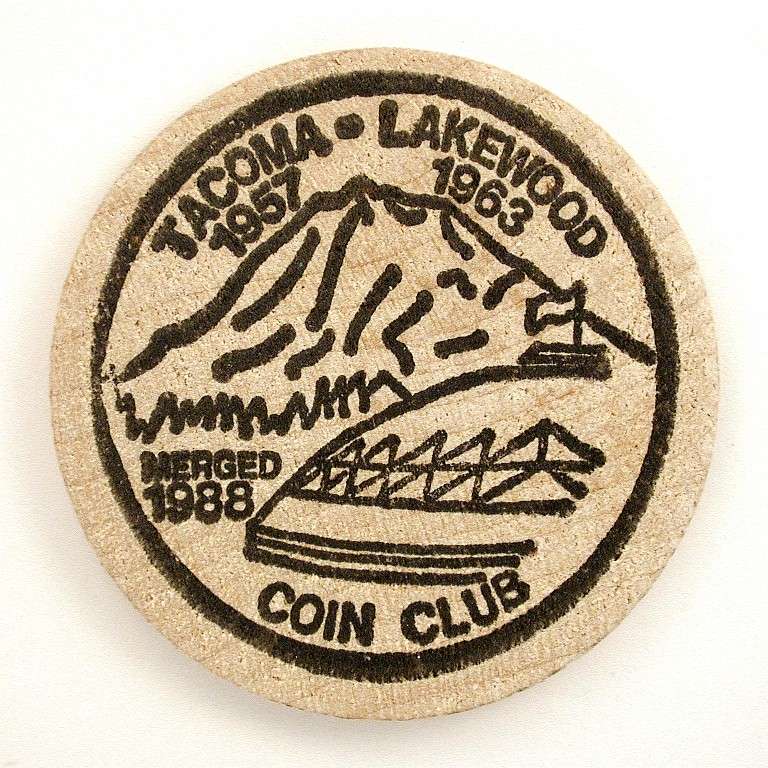 TACOMA • LAKEWOOD
1957 1963
MERGED
1988
COIN CLUB